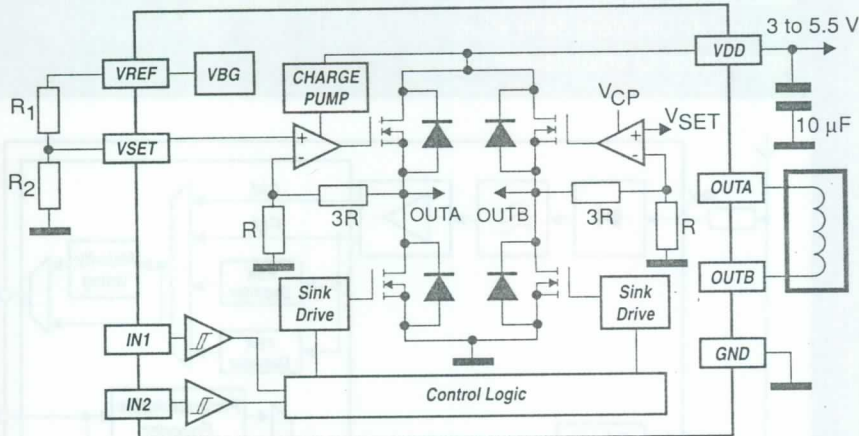 3 to 5.5 V
VDD
VREF
VBG
CHARGE
PUMP
R1
VCP
VSET
VSET
10 µF
R2
OUTA
3R
OUTA
OUTB
3R
R
R
Sink
Drive
Sink
Drive
OUTB
IN1
GND
IN2
Control Logic